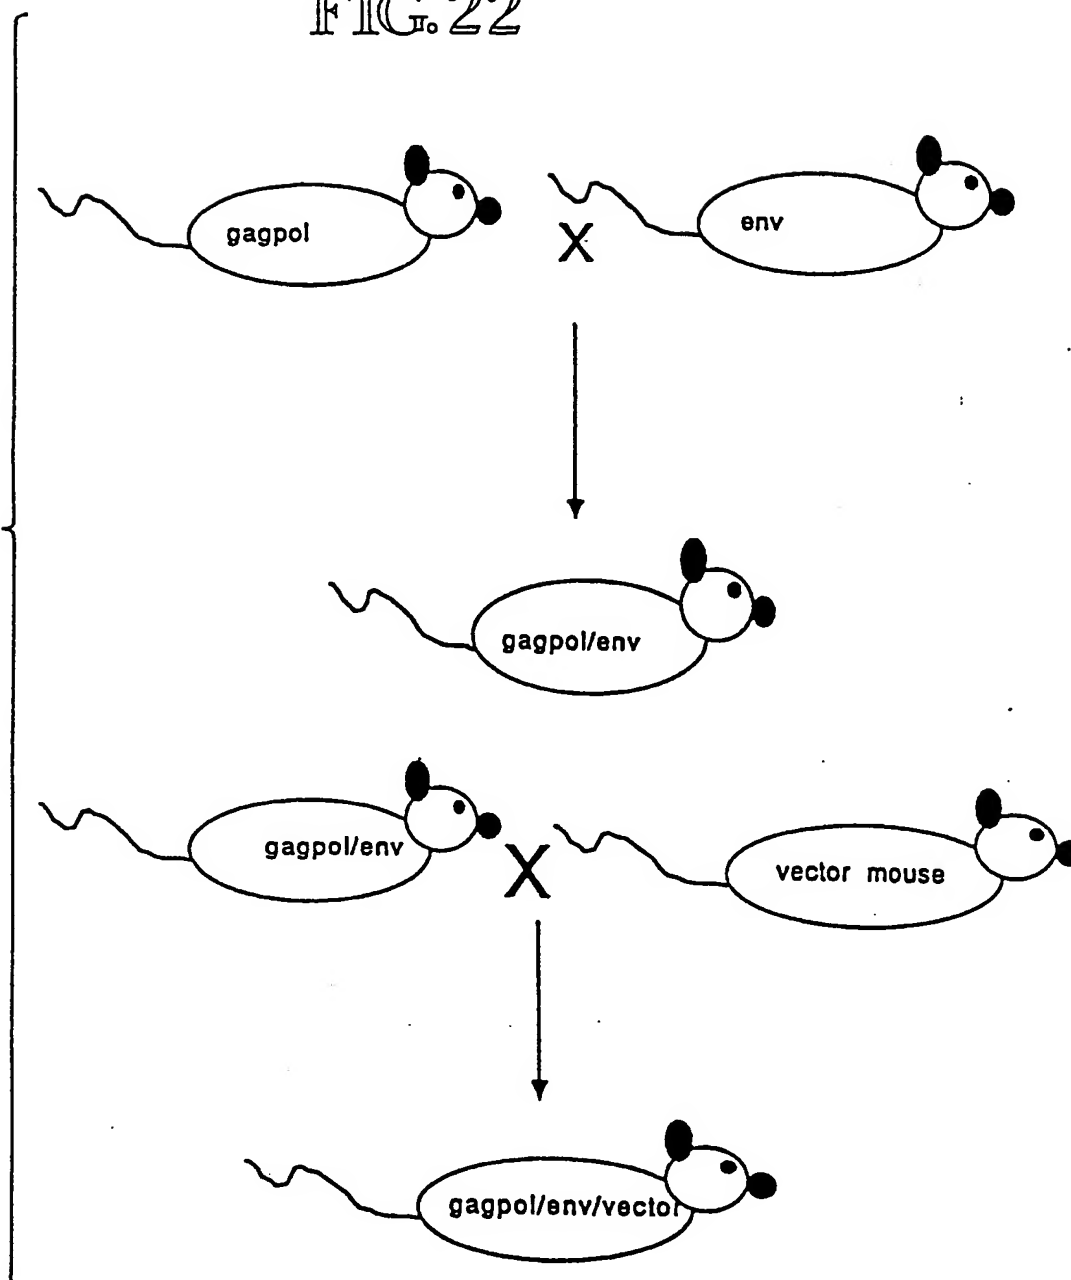 FIG. 22
gagpol
X
env
gagpol/env
gagpol/env
X
vector mouse
gagpol/env/vector